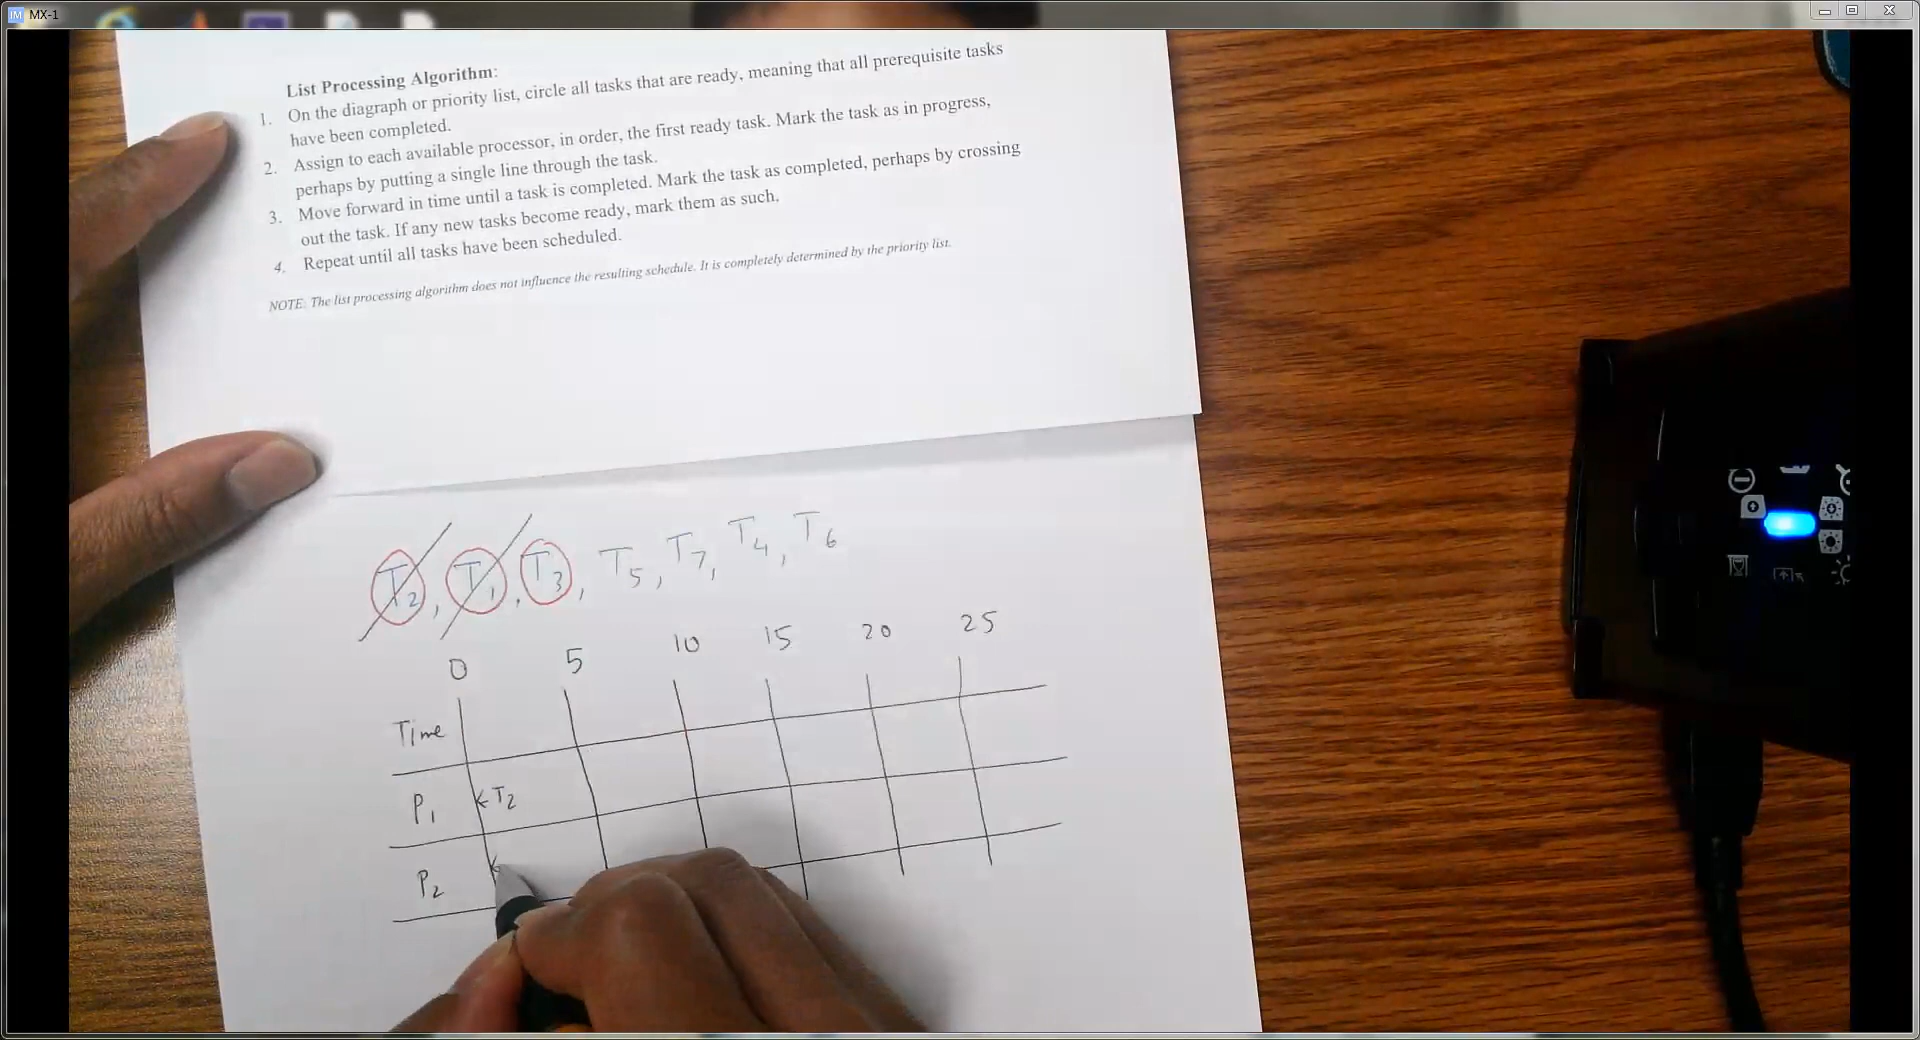 MX-1
List Processing Algorithm:
1. On the diagraph or priority list, circle all tasks that are ready, meaning that all prerequisite tasks
have been completed.
2. Assign to each available processor, in order, the first ready task. Mark the task as in progress,
perhaps by putting a single line through the task.
3. Move forward in time until a task is completed. Mark the task as completed, perhaps by crossing
out the task. If any new tasks become ready, mark them as such.
4. Repeat until all tasks have been scheduled.
NOTE: The list processing algorithm does not influence the resulting schedule. It is completely determined by the priority list.
T2, T1, T3, T5, T7, T4, T6
0 5 10 15 20 25
Time
P1 T2
P2